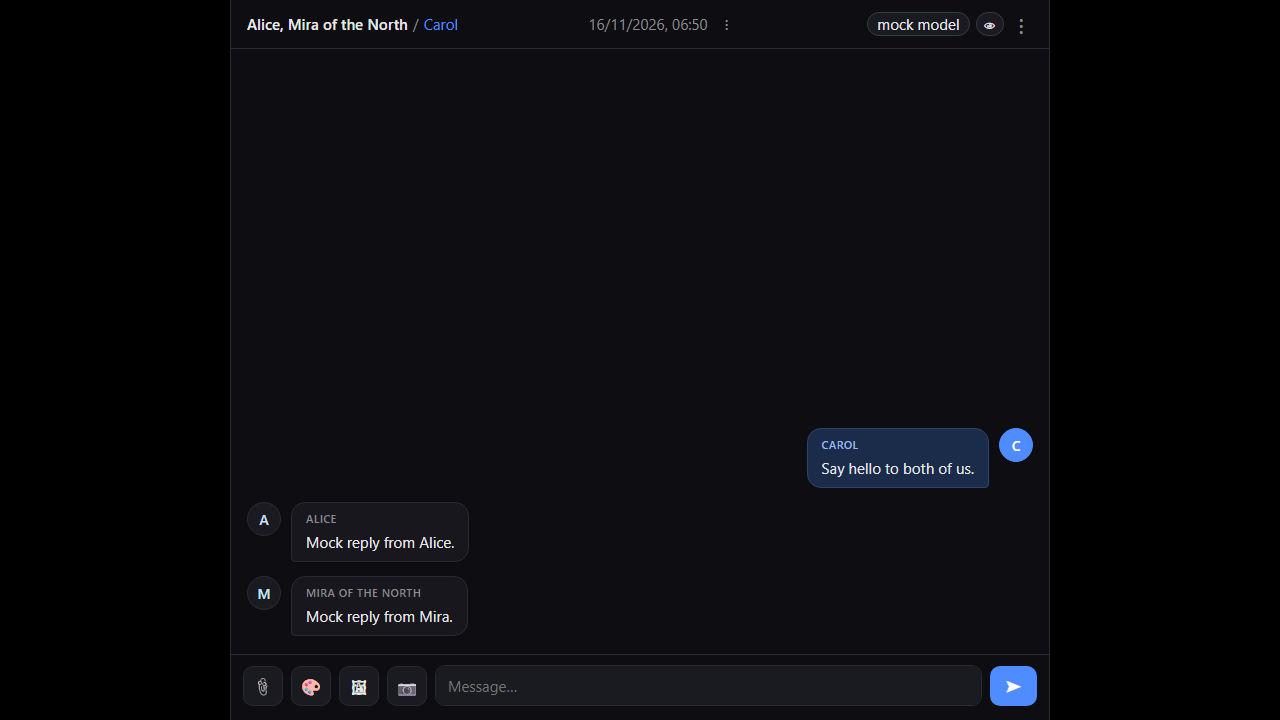 Alice, Mira of the North / Carol
16/11/2026, 06:50
mock model
CAROL
Say hello to both of us.
C
A
ALICE
Mock reply from Alice.
M
MIRA OF THE NORTH
Mock reply from Mira.
Message...